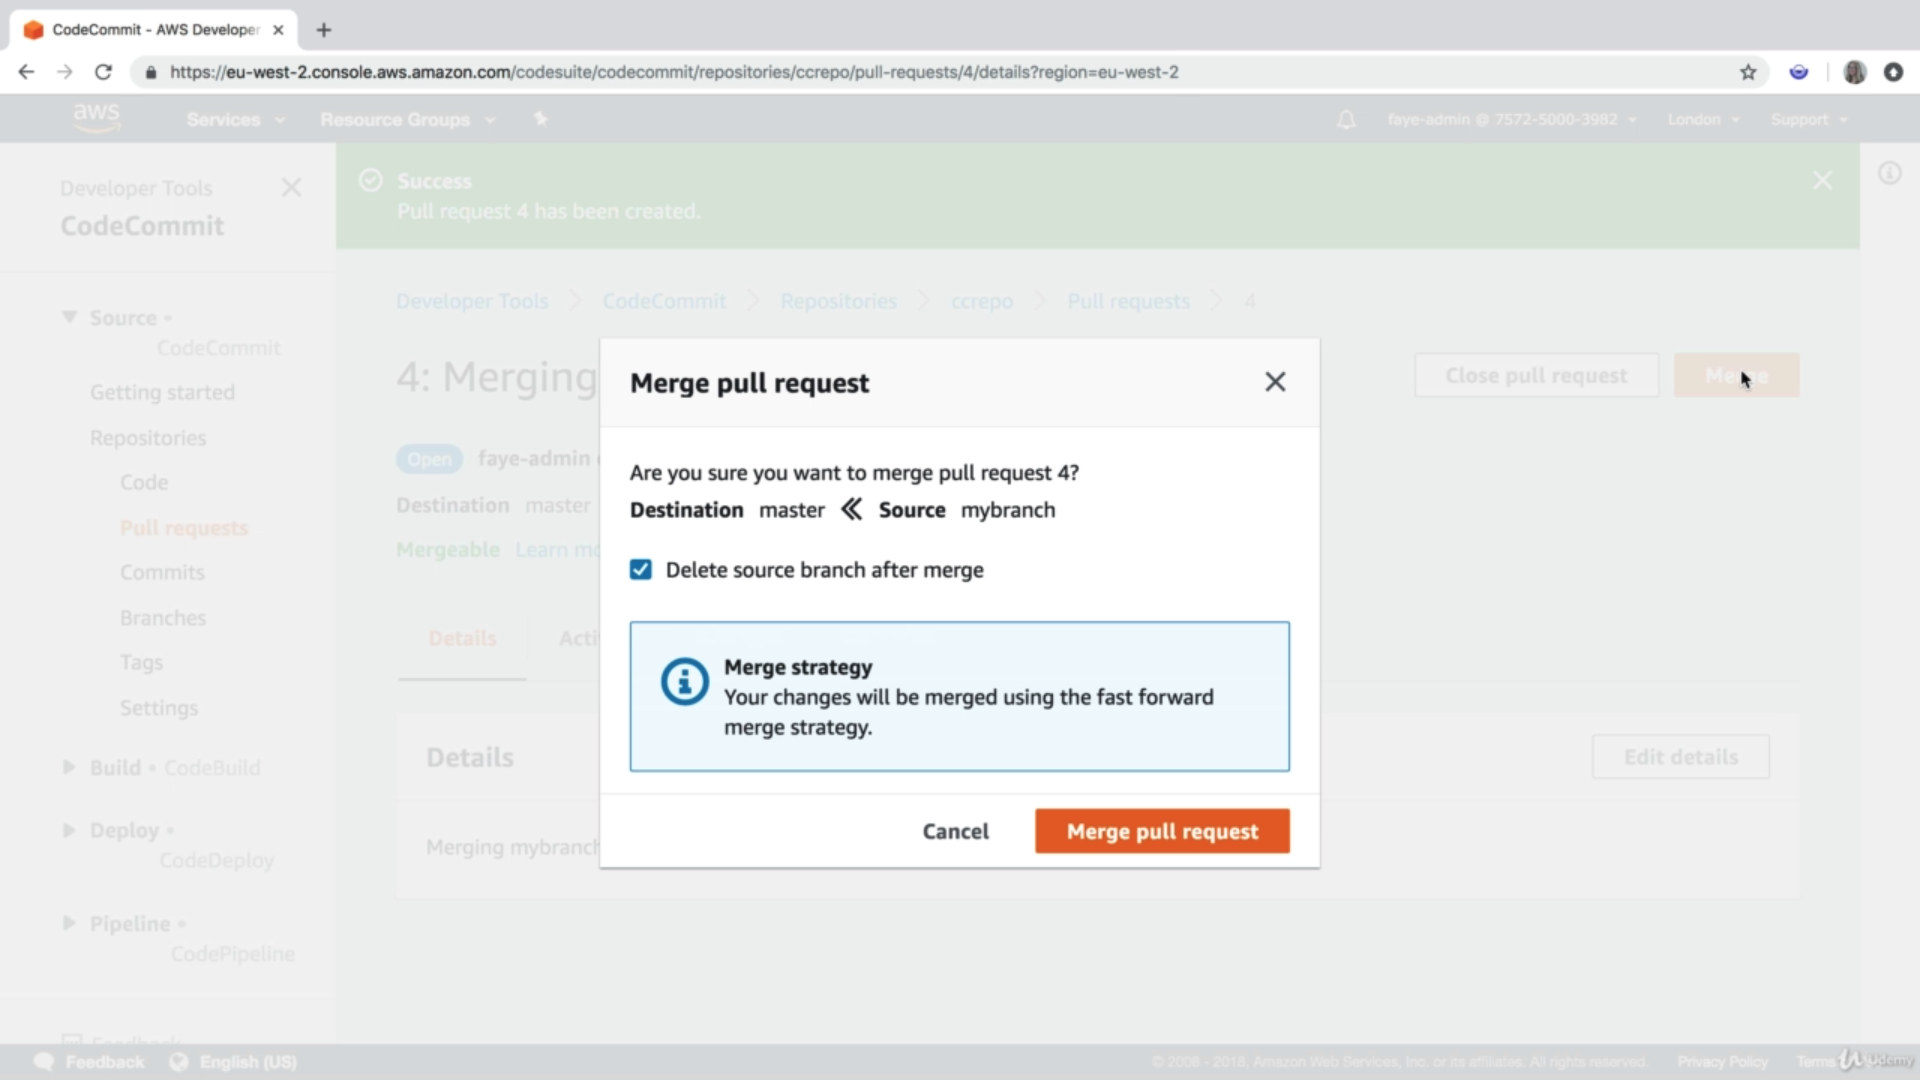 CodeCommit - AWS Developer
https://eu-west-2.console.aws.amazon.com/codesuite/codecommit/repositories/ccrepo/pull-requests/4/details?region=eu-west-2
aws Services Resource Groups faye-admin @ 7572-5000-3982 London Support
Developer Tools
CodeCommit
Success
Pull request 4 has been created.
Developer Tools CodeCommit Repositories ccrepo Pull requests 4
Source •
CodeCommit
Getting started
Repositories
Code
Pull requests
Commits
Branches
Tags
Settings
Build • CodeBuild
Deploy •
CodeDeploy
Pipeline •
CodePipeline
Feedback
4: Merging
Close pull request
Merge
Open faye-admin
Destination master
Mergeable Learn mo
Details Acti
Details
Edit details
Merging mybranch
Merge pull request
Are you sure you want to merge pull request 4?
Destination master « Source mybranch
Delete source branch after merge
Merge strategy
Your changes will be merged using the fast forward
merge strategy.
Cancel Merge pull request
Feedback English (US) © 2008 - 2018, Amazon Web Services, Inc. or its affiliates. All rights reserved. Privacy Policy Terms
Udemy